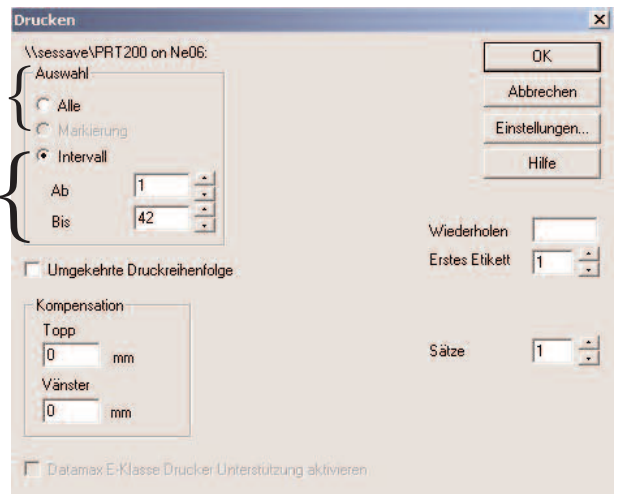 Drucken
\\sessave\PRT200 on Ne06:
Auswahl
Alle
Markierung
Intervall
Ab 1
Bis 42
Umgekehrte Druckreihenfolge
Kompensation
Topp
0 mm
Vänster
0 mm
Datamax E-Klasse Drucker Unterstutzung aktivieren
OK
Abbrechen
Einstellungen...
Hilfe
Wiederholen
Erstes Etikett 1
Sätze 1